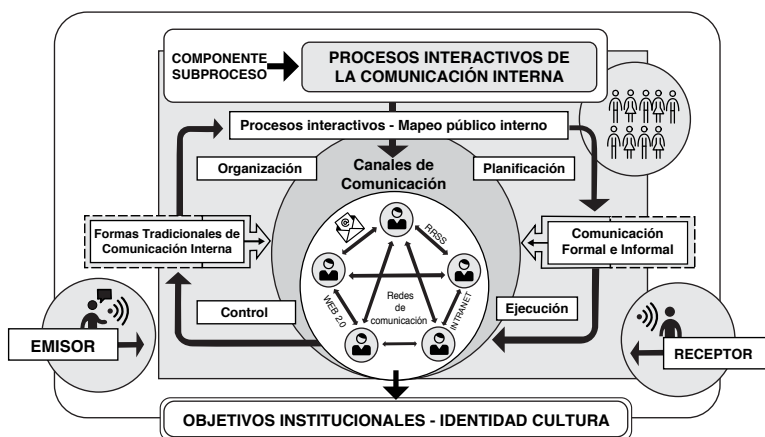 COMPONENTE
SUBPROCESO
PROCESOS INTERACTIVOS DE
LA COMUNICACIÓN INTERNA
Procesos interactivos - Mapeo público interno
Organización
Canales de
Comunicación
Planificación
Formas Tradicionales de
Comunicación Interna
@
RRSS
Comunicación
Formal e Informal
Redes
de
comunicación
WEB 2.0
INTRANET
Control
Ejecución
EMISOR
RECEPTOR
OBJETIVOS INSTITUCIONALES - IDENTIDAD CULTURA